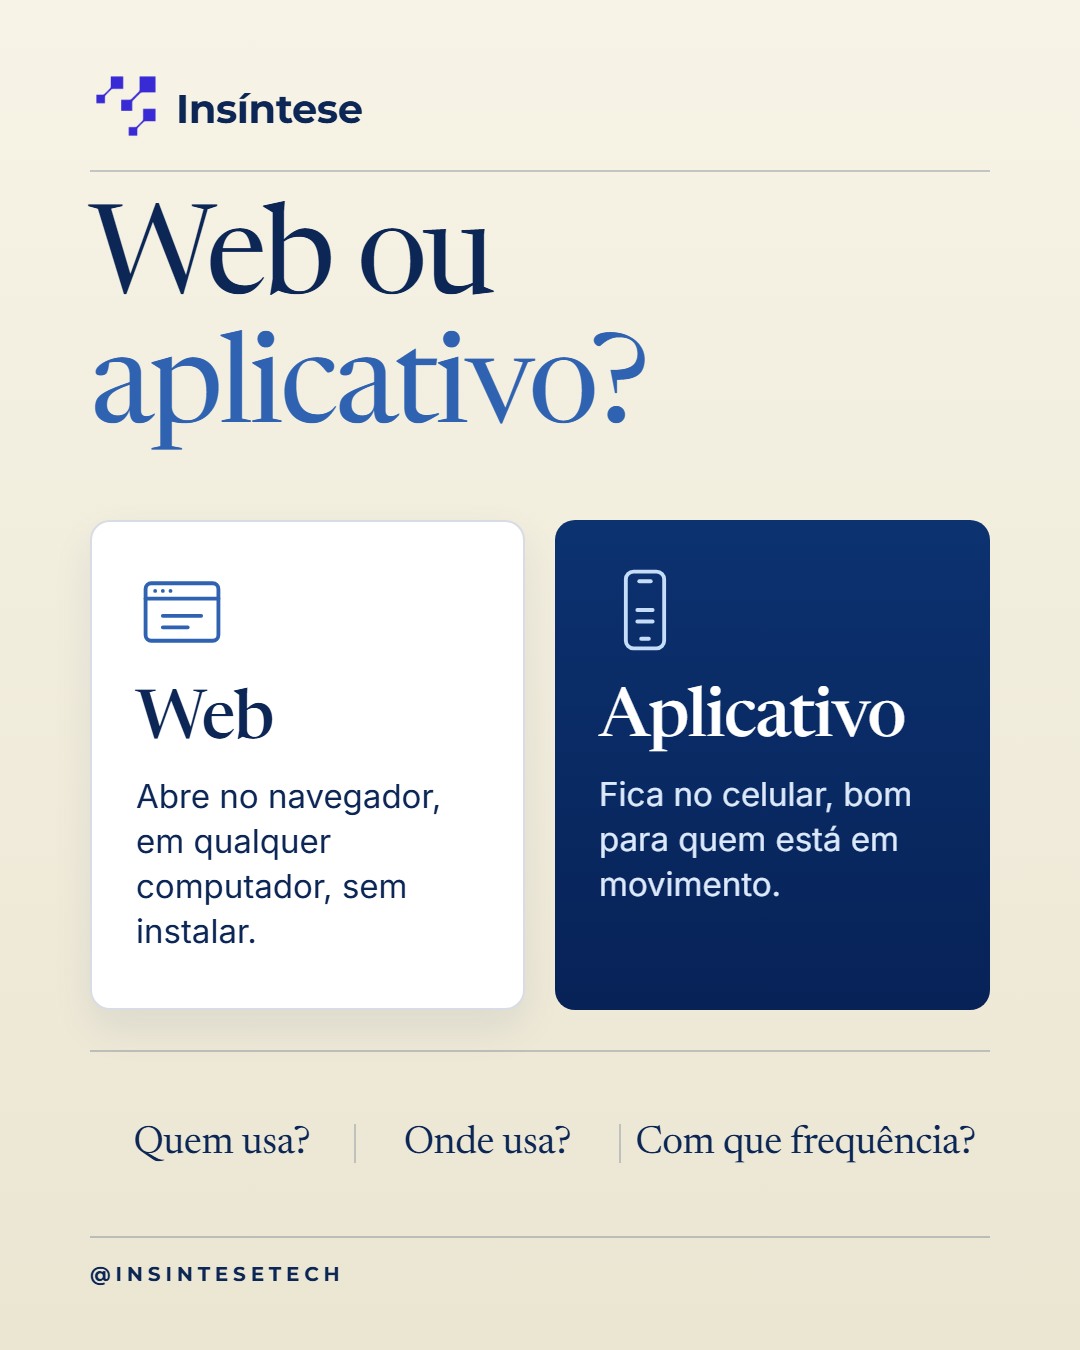 Insíntese
Web ou
aplicativo?
Web
Abre no navegador,
em qualquer
computador, sem
instalar.
Aplicativo
Fica no celular, bom
para quem está em
movimento.
Quem usa?
Onde usa?
Com que frequência?
@INSINTESETECH